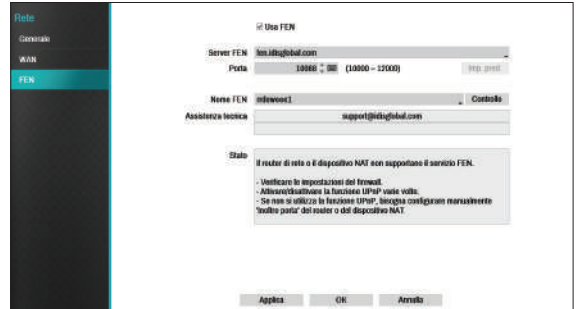 Rete
Generale
WAN
FEN
Usa FEN
Server FEN fen.idisglobal.com
Porta 10088 (10000 – 12000) Imp. pred.
Nome FEN Controllo
Assistenza tecnica support@idisglobal.com
Stato
Il router di rete o il dispositivo NAT non supportano il servizio FEN.
- Verificare le impostazioni del firewall.
- Attivare/disattivare la funzione UPnP varie volte.
- Se non si utilizza la funzione UPnP, bisogna configurare manualmente
'Inoltro porta' del router o del dispositivo NAT
Applica OK Annulla